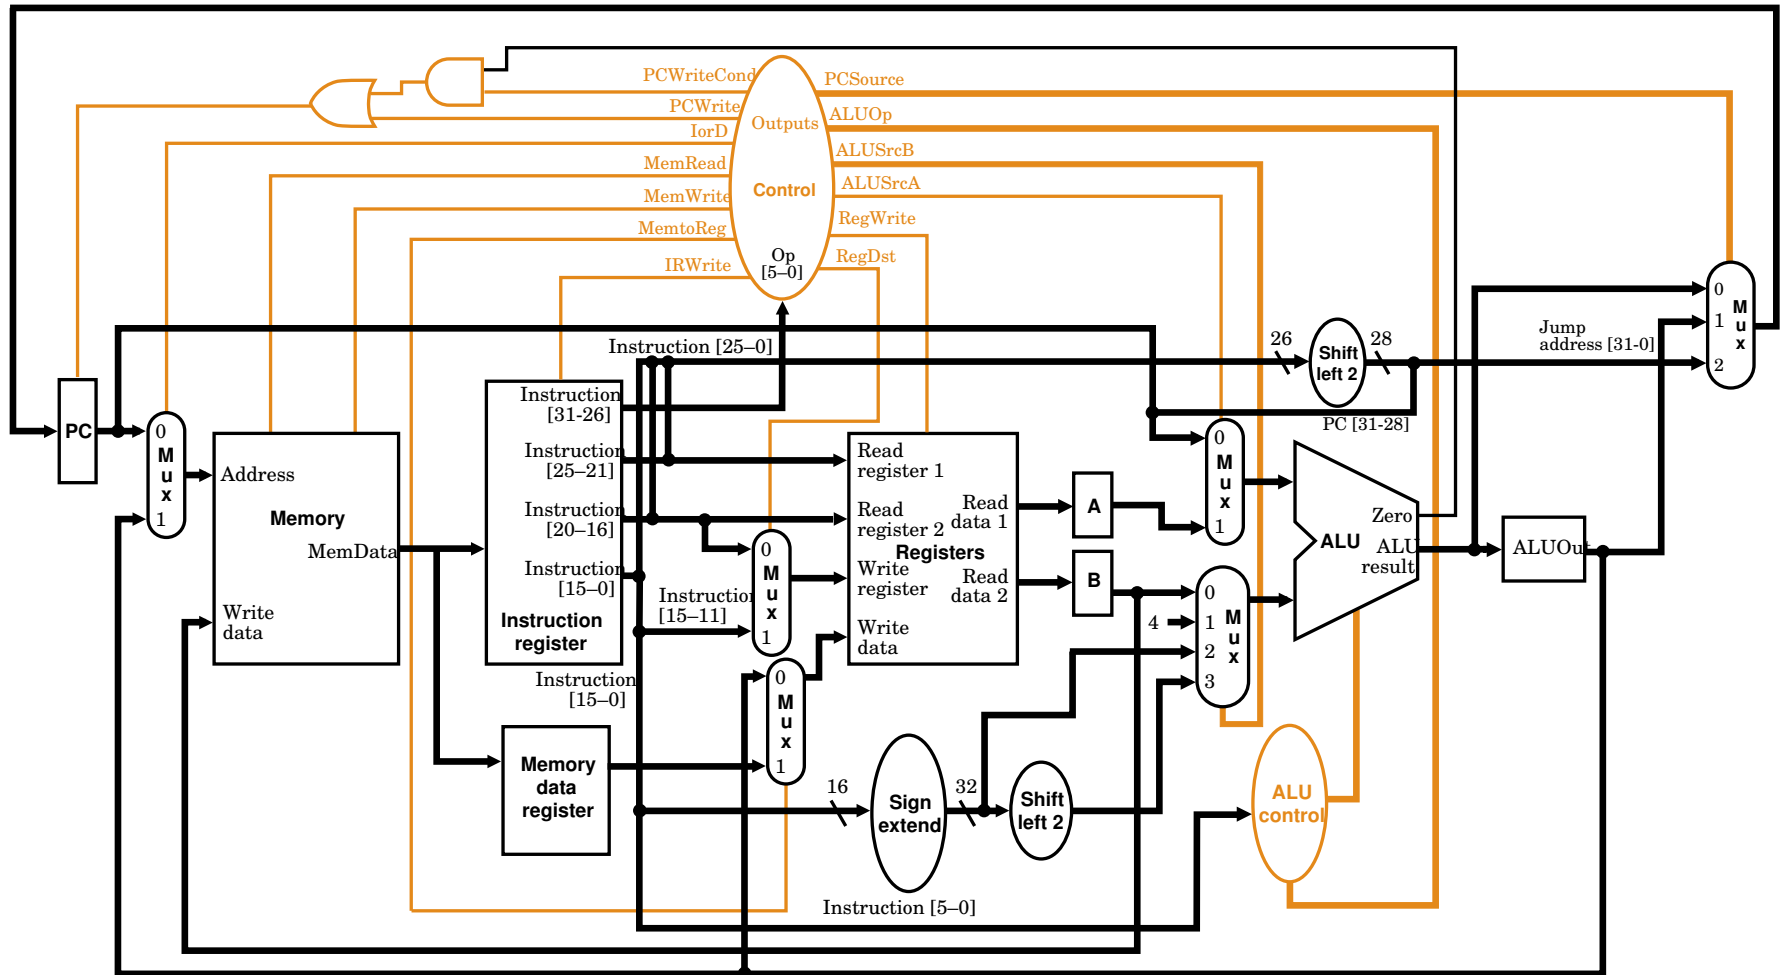 PCWriteCond
PCSource
PCWrite
ALUOp
Outputs
IorD
ALUSrcB
MemRead
ALUSrcA
Control
MemWrite
RegWrite
MemtoReg
Op
[5–0]
RegDst
IRWrite
0
1
2
M
u
x
Jump
address [31-0]
26
28
Shift
left 2
Instruction [25–0]
PC [31-28]
PC
0
M
u
x
1
Address
Memory
MemData
Write
data
Instruction
[31-26]
Instruction
[25–21]
Instruction
[20–16]
Instruction
[15–0]
Instruction
register
Instruction
[15–11]
Instruction
[15–0]
0
M
u
x
1
Read
register 1
Read
register 2
Registers
Write
register
Write
data
Read
data 1
Read
data 2
A
B
0
M
u
x
1
4
0
1
2
3
M
u
x
Zero
ALU
ALU
result
ALUOut
0
M
u
x
1
Memory
data
register
16
Sign
extend
32
Shift
left 2
ALU
control
Instruction [5–0]